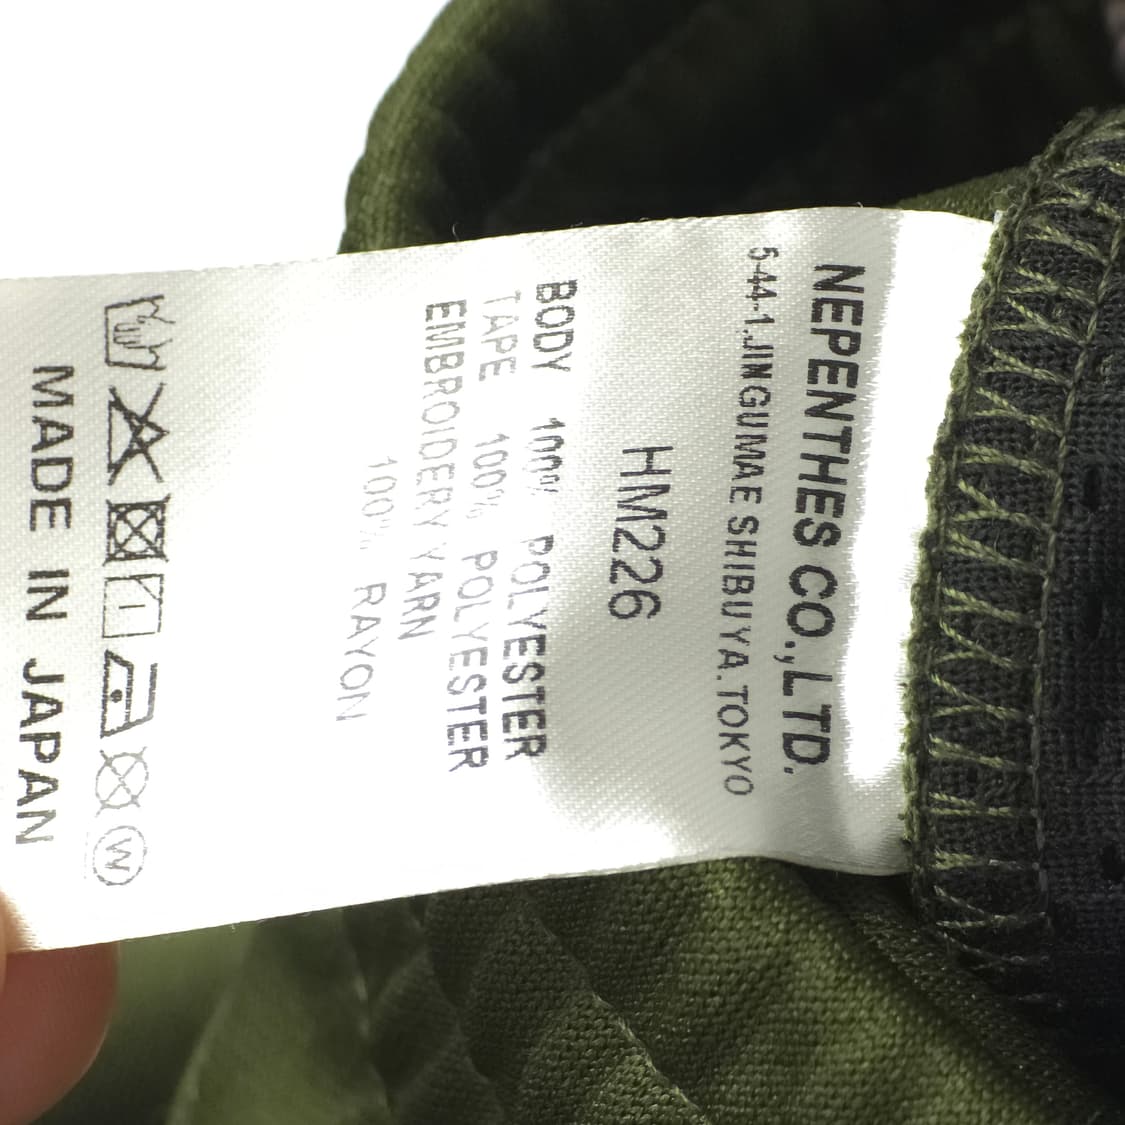 NEPENTHES CO.,LTD.
5-44-1.JINGUMAE SHIBUYA.TOKYO
HM226
BODY 100% POLYESTER
TAPE 100% POLYESTER
EMBROIDERY YARN
100% RAYON
W
MADE IN JAPAN